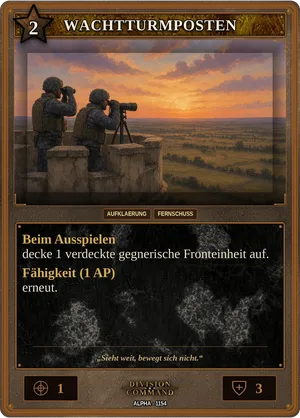 2
WACHTTURMPOSTEN
AUFKLAERUNG FERNSCHUSS
Beim Ausspielen
decke 1 verdeckte gegnerische Fronteinheit auf.
Fähigkeit (1 AP)
erneut.
„Sieht weit, bewegt sich nicht.“
1
DIVISION
COMMAND
ALPHA · 1154
3